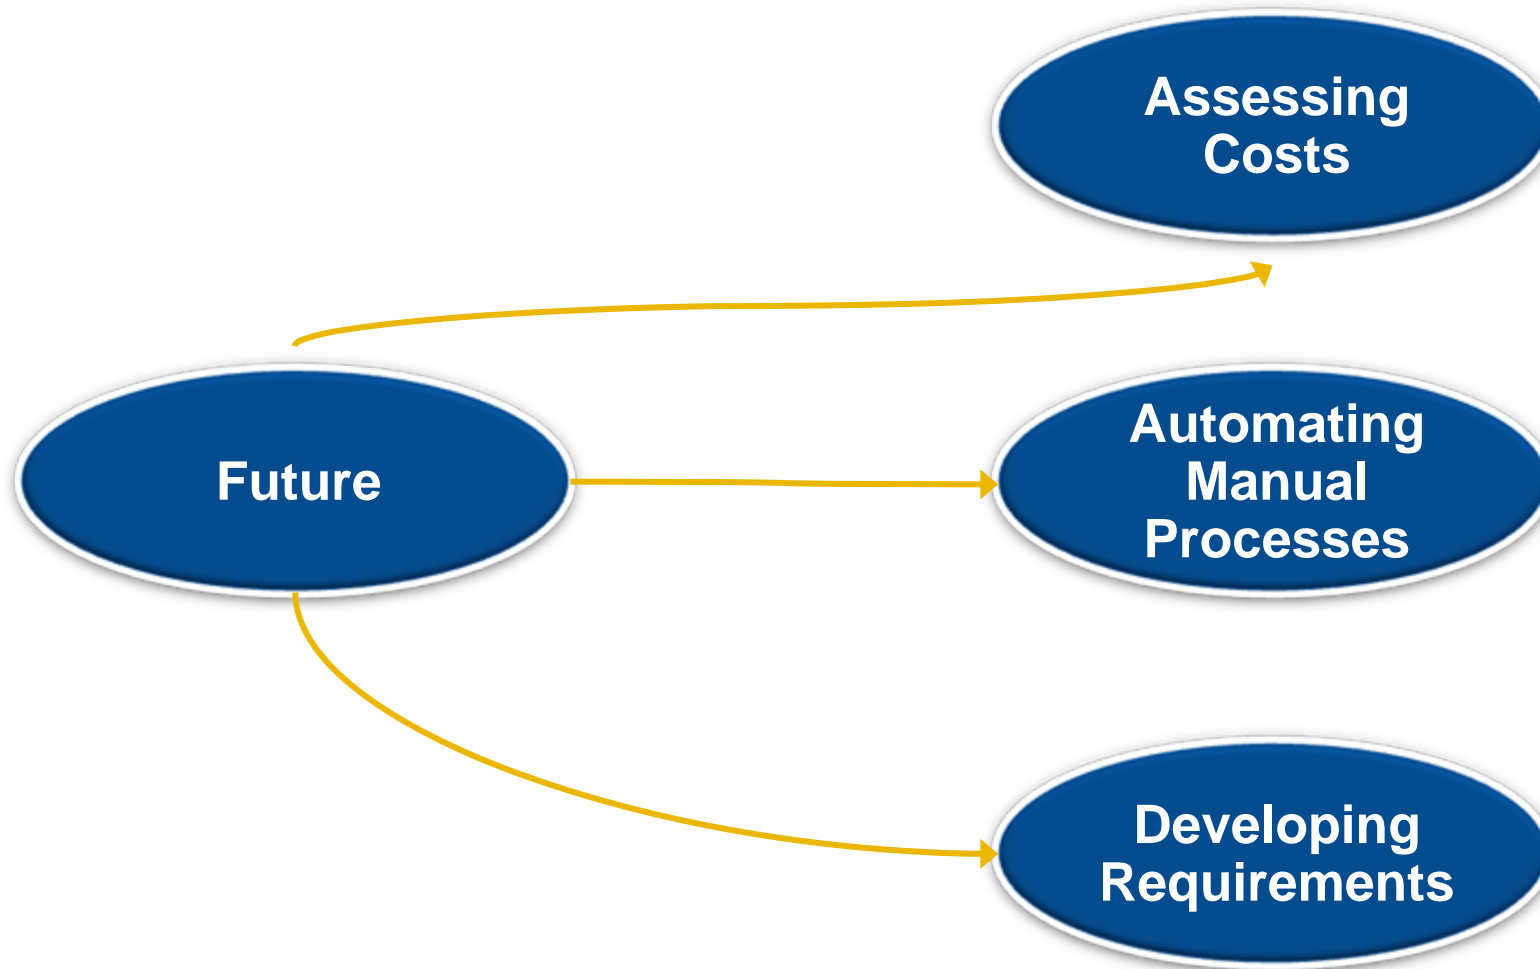 Assessing
Costs
Future
Automating
Manual
Processes
Developing
Requirements